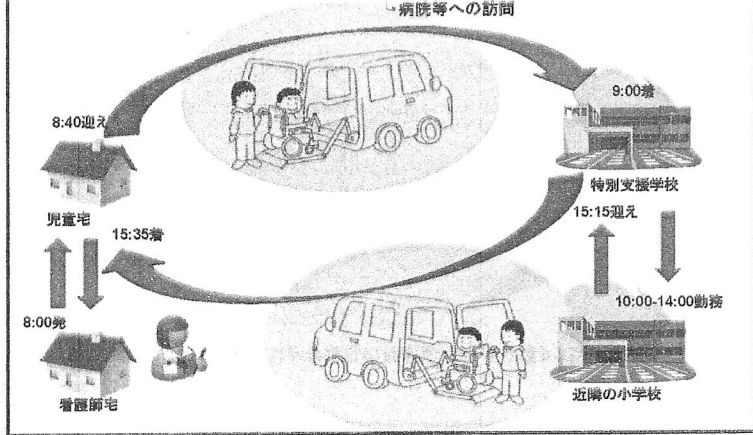 病院等への訪問
8:40迎え
9:00着
児童宅
特別支援学校
15:35着
15:15迎え
8:00発
10:00-14:00勤務
看護師宅
近隣の小学校